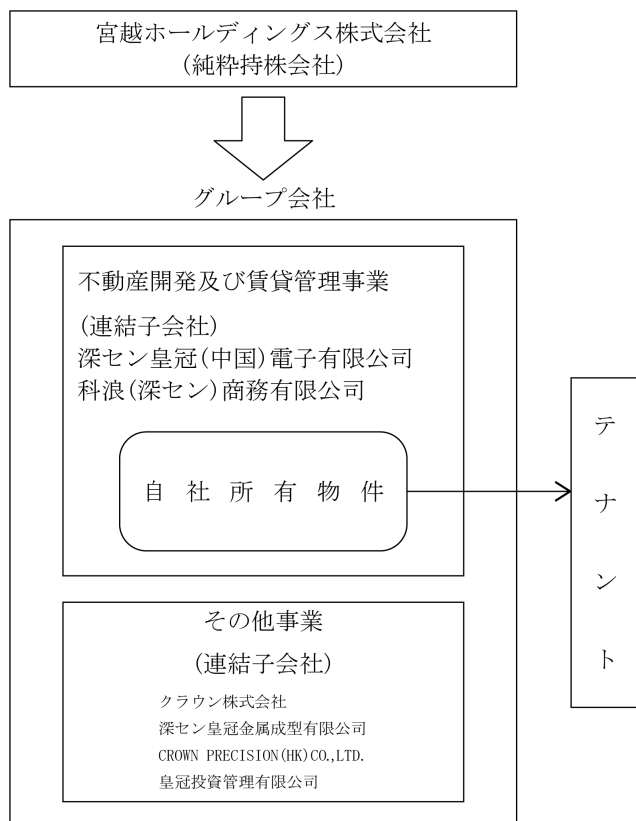 宮越ホールディングス株式会社
(純粋持株会社)
グループ会社
不動産開発及び賃貸管理事業
(連結子会社)
深セン皇冠(中国)電子有限公司
科浪(深セン)商務有限公司
自社所有物件
テナント
その他事業
(連結子会社)
クラウン株式会社
深セン皇冠金属成型有限公司
CROWN PRECISION(HK)CO.,LTD.
皇冠投資管理有限公司